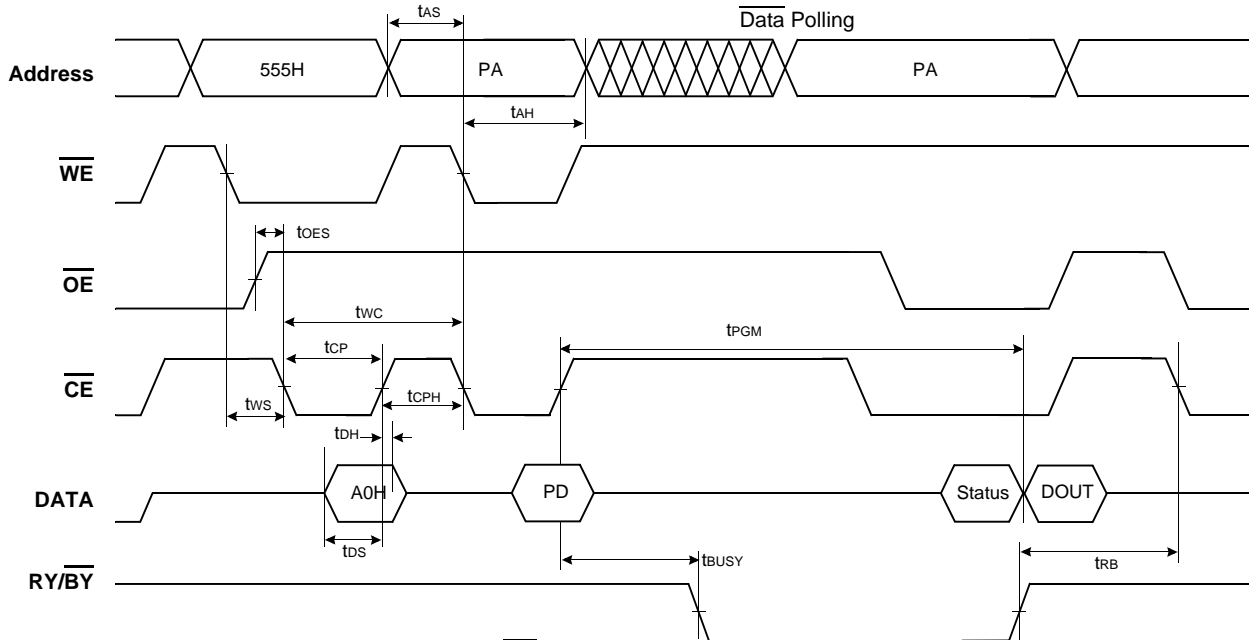 tAS
Data Polling
Address
555H
PA
PA
tAH
WE
tOES
OE
tWC
tPGM
tCP
CE
tCPH
tWS
tDH
A0H
PD
Status
DOUT
DATA
tDS
tBUSY
tRB
RY/BY